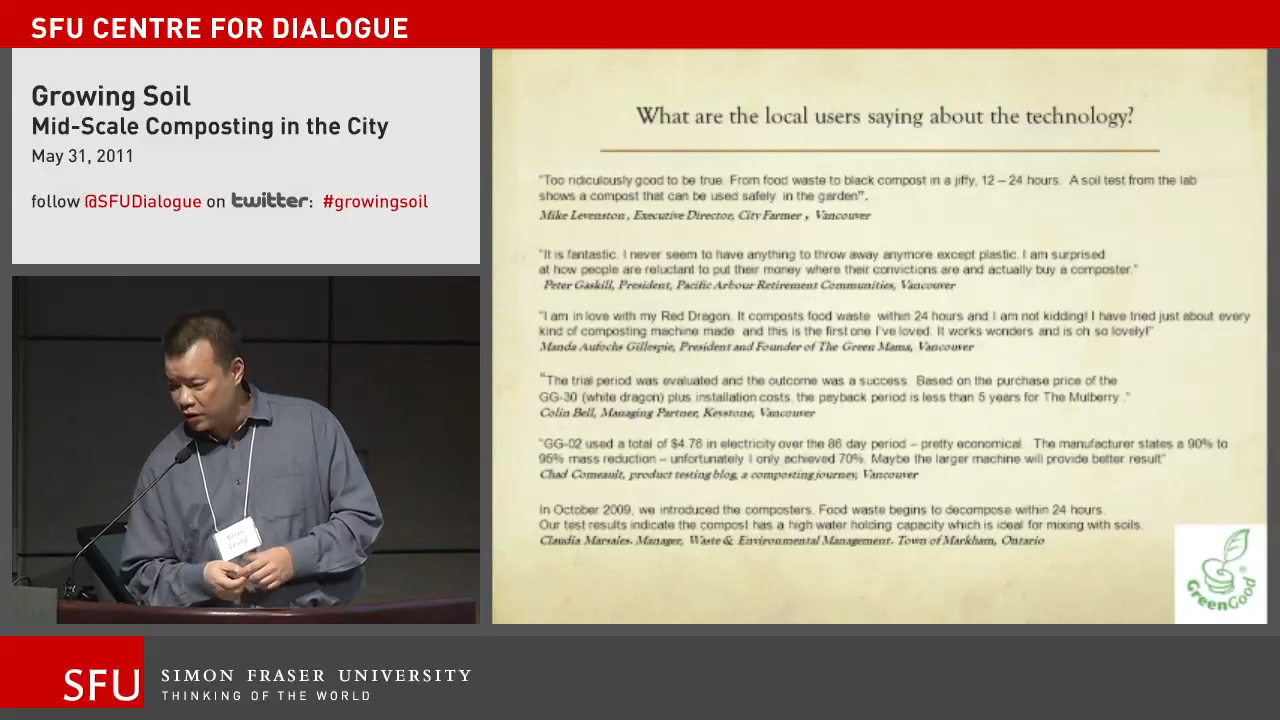 SFU CENTRE FOR DIALOGUE
Growing Soil
Mid-Scale Composting in the City
May 31, 2011
follow @SFUDialogue on twitter: #growingsoil
What are the local users saying about the technology?
"Too ridiculously good to be true. From food waste to black compost in a jiffy, 12 – 24 hours. A soil test from the lab
shows a compost that can be used safely in the garden".
Mike Levenston, Executive Director, City Farmer, Vancouver
"It is fantastic. I never seem to have anything to throw away anymore except plastic. I am surprised
at how people are reluctant to put their money where their convictions are and actually buy a composter."
Peter Gaskill, President, Pacific Arbour Retirement Communities, Vancouver
"I am in love with my Red Dragon. It composts food waste within 24 hours and I am not kidding! I have tried just about every
kind of composting machine made and this is the first one I've loved. It works wonders and is oh so lovely!"
Manda Aufochs Gillespie, President and Founder of The Green Mama, Vancouver
"The trial period was evaluated and the outcome was a success Based on the purchase price of the
GG-30 (white dragon) plus installation costs, the payback period is less than 5 years for The Mulberry ."
Colin Bell, Managing Partner, Keystone, Vancouver
"GG-02 used a total of $4.76 in electricity over the 86 day period – pretty economical. The manufacturer states a 90% to
95% mass reduction – unfortunately I only achieved 70%. Maybe the larger machine will provide better result"
Chad Comeault, product testing blog, a composting journey, Vancouver
In October 2009, we introduced the composters. Food waste begins to decompose within 24 hours.
Our test results indicate the compost has a high water holding capacity which is ideal for mixing with soils.
Claudia Marsales. Manager, Waste & Environmental Management. Town of Markham, Ontario
GreenGood ®
Brian
Leung
SFU
SIMON FRASER UNIVERSITY
THINKING OF THE WORLD